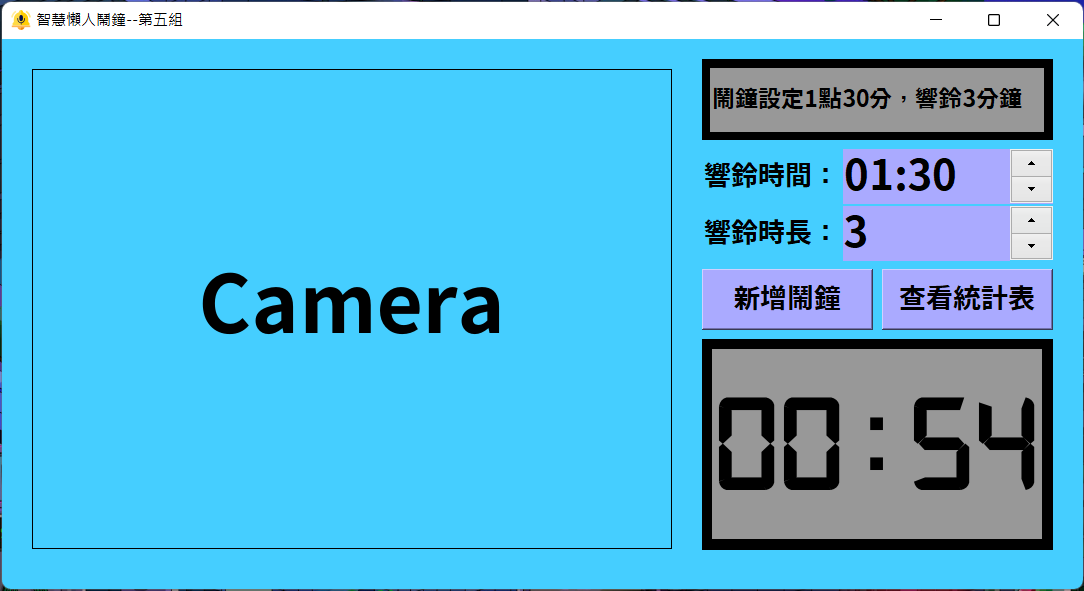 智慧懶人鬧鐘--第五組
Camera
鬧鐘設定1點30分，響鈴3分鐘
響鈴時間：01:30
響鈴時長：3
新增鬧鐘 查看統計表
00:54